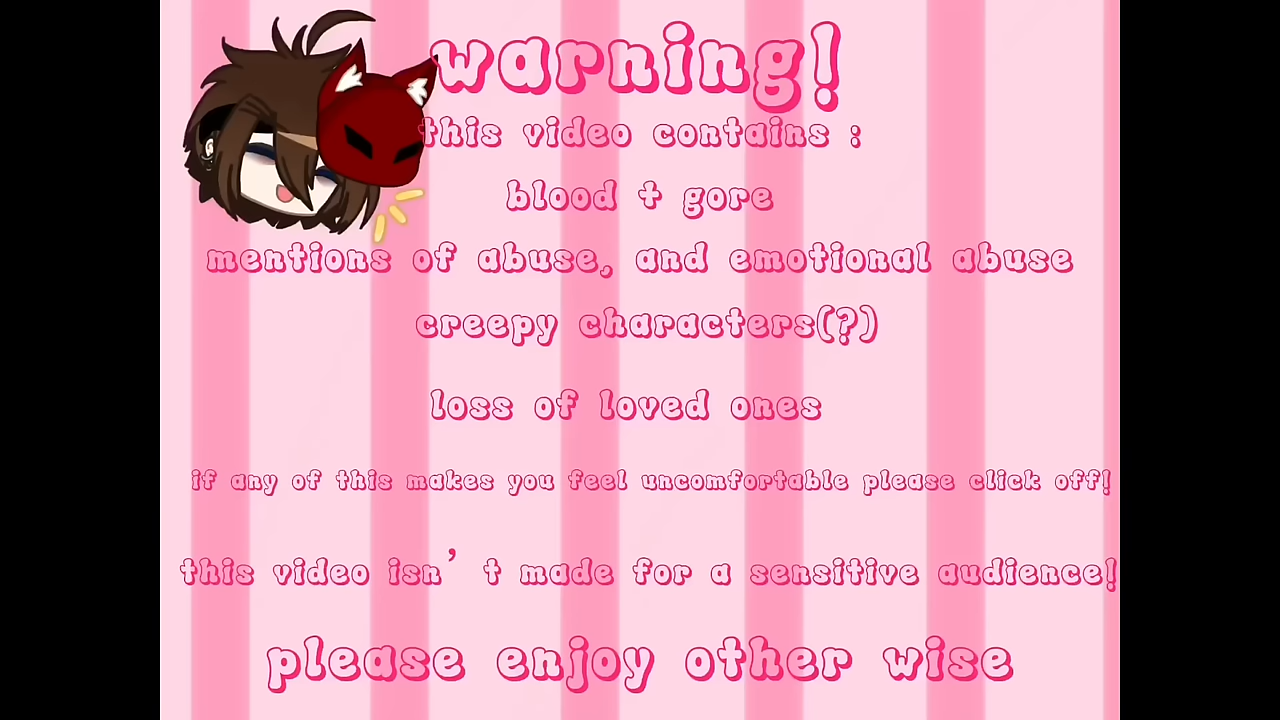 warning!
this video contains :
blood + gore
mentions of abuse, and emotional abuse
creepy characters(?)
loss of loved ones
if any of this makes you feel uncomfortable please click off!
this video isn't made for a sensitive audience!
please enjoy other wise